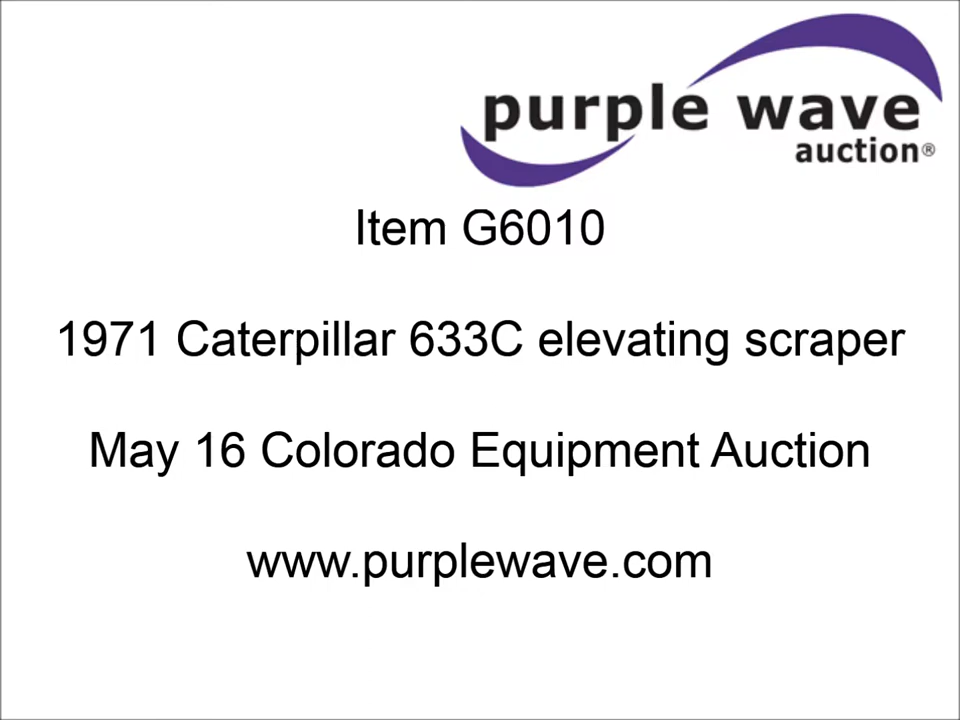 purple wave
auction®
Item G6010
1971 Caterpillar 633C elevating scraper
May 16 Colorado Equipment Auction
www.purplewave.com